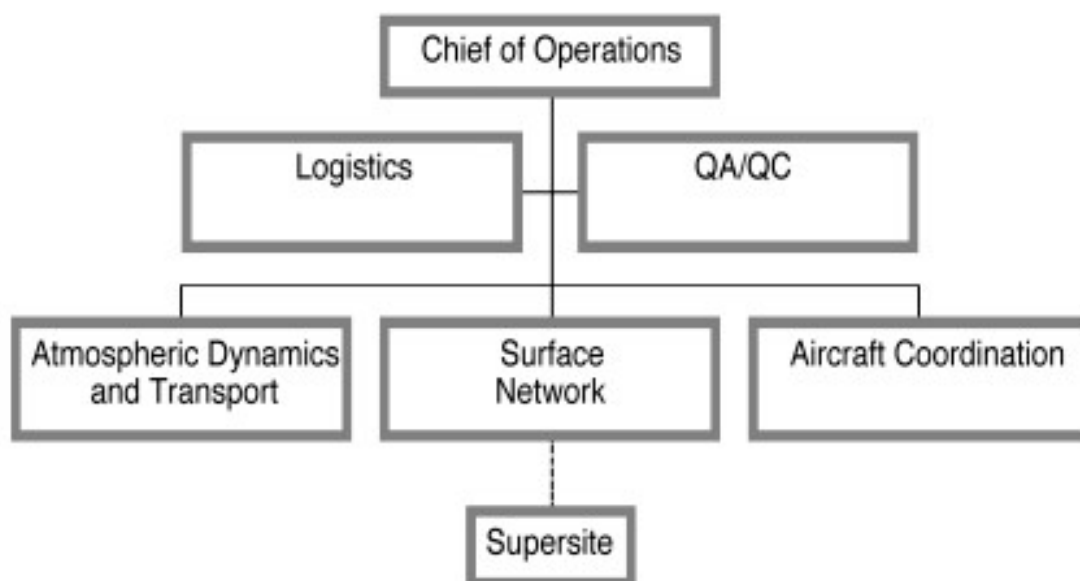 Chief of Operations
Logistics
QA/QC
Atmospheric Dynamics
and Transport
Surface
Network
Aircraft Coordination
Supersite